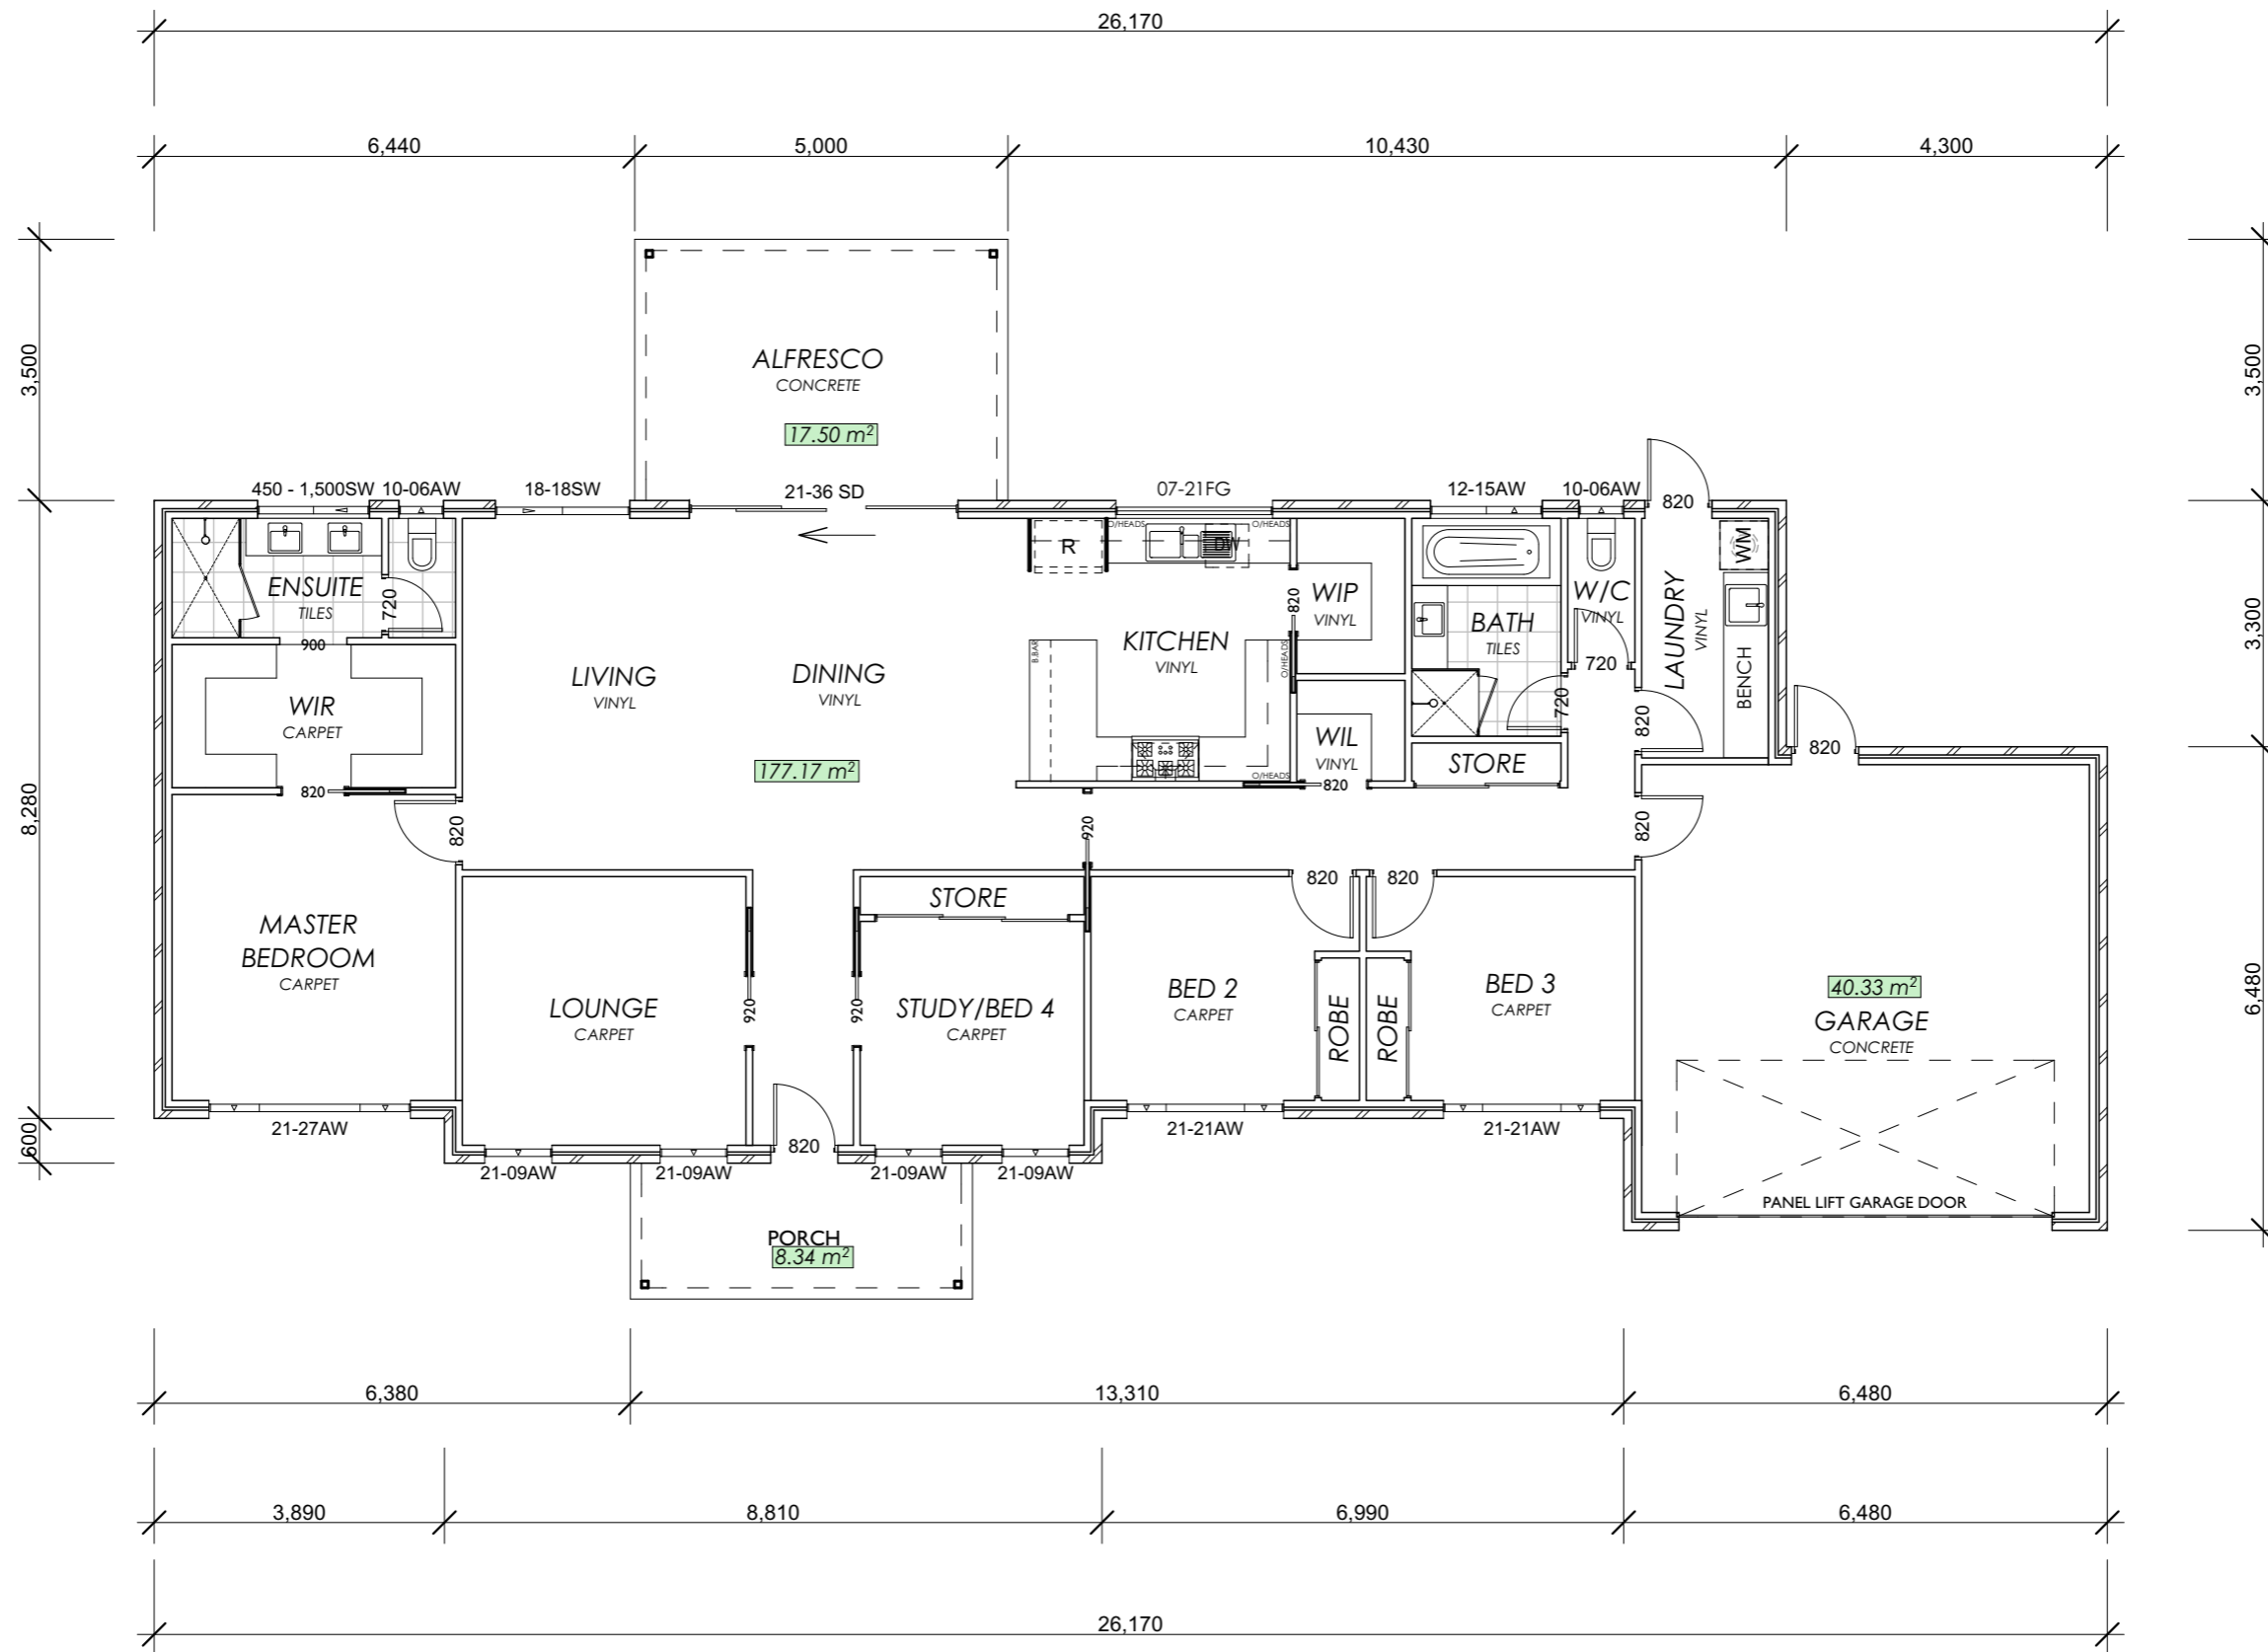 26,170
6,440
5,000
10,430
4,300
3,500
3,500
ALFRESCO
CONCRETE
17.50 m²
450 - 1,500SW
10-06AW
18-18SW
21-36 SD
07-21FG
12-15AW
10-06AW
820
O/HEADS
O/HEADS
R
DW
WM
ENSUITE
TILES
720
900
WIR
CARPET
820
LIVING
VINYL
DINING
VINYL
177.17 m²
B.BAR
KITCHEN
VINYL
O/HEADS
O/HEADS
820
WIP
VINYL
WIL
VINYL
820
BATH
TILES
720
W/C
VINYL
720
STORE
LAUNDRY
VINYL
BENCH
820
820
3,300
8,280
820
920
820
820
820
MASTER
BEDROOM
CARPET
LOUNGE
CARPET
920
920
STORE
STUDY/BED 4
CARPET
BED 2
CARPET
ROBE
ROBE
BED 3
CARPET
40.33 m²
GARAGE
CONCRETE
PANEL LIFT GARAGE DOOR
6,480
600
21-27AW
21-09AW
21-09AW
820
21-09AW
21-09AW
21-21AW
21-21AW
PORCH
8.34 m²
6,380
13,310
6,480
3,890
8,810
6,990
6,480
26,170